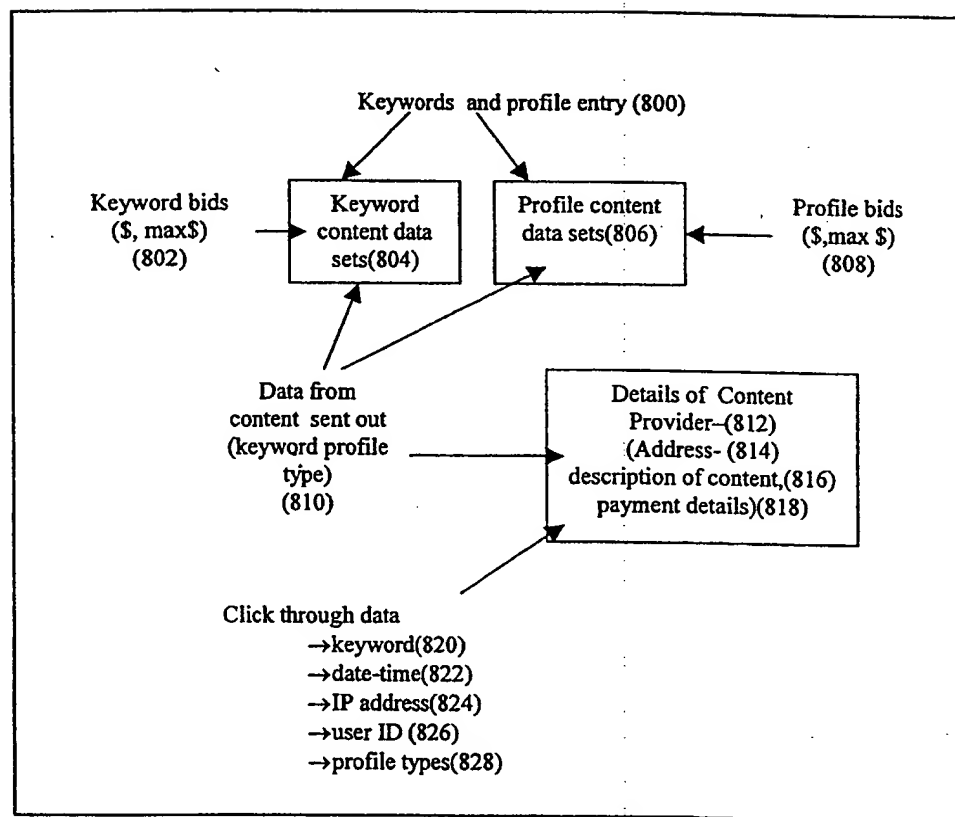 Keywords and profile entry (800)
Keyword bids
($, max$)
(802)
Keyword
content data
sets(804)
Profile content
data sets(806)
Profile bids
($,max $)
(808)
Data from
content sent out
(keyword profile
type)
(810)
Details of Content
Provider–(812)
(Address- (814)
description of content,(816)
payment details)(818)
Click through data
→keyword(820)
→date-time(822)
→IP address(824)
→user ID (826)
→profile types(828)